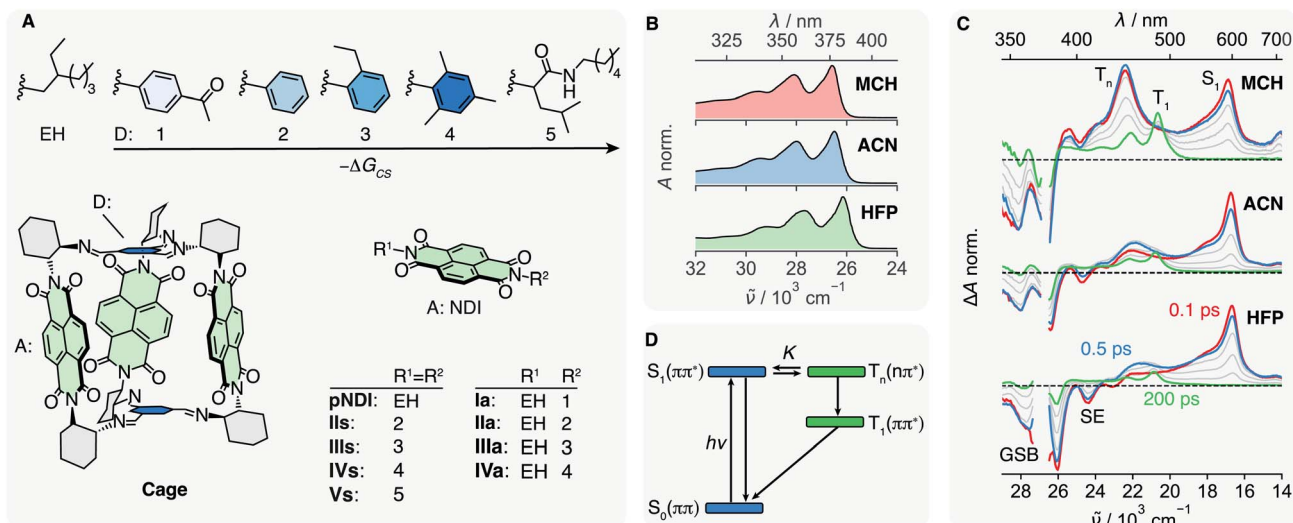 A
EH
D:
1
2
3
4
5
( )3
O
N
H
( )4
−ΔG_CS
D:
A:
N
N
N
N
O
O
O
O
Cage
R¹–N
N–R²
O
O
O
O
A: NDI
R¹=R²
pNDI: EH
IIs: 2
IIIs: 3
IVs: 4
Vs: 5
R¹ R²
Ia: EH 1
IIa: EH 2
IIIa: EH 3
IVa: EH 4
B
λ / nm
325 350 375 400
MCH
ACN
HFP
A norm.
32 30 28 26 24
ν̃ / 10³ cm⁻¹
D
S₁(ππ*)
K
Tₙ(nπ*)
T₁(ππ*)
hν
S₀(ππ)
C
λ / nm
350 400 500 600 700
Tₙ
T₁
S₁
MCH
ACN
HFP
0.1 ps
0.5 ps
200 ps
SE
GSB
ΔA norm.
28 26 24 22 20 18 16 14
ν̃ / 10³ cm⁻¹